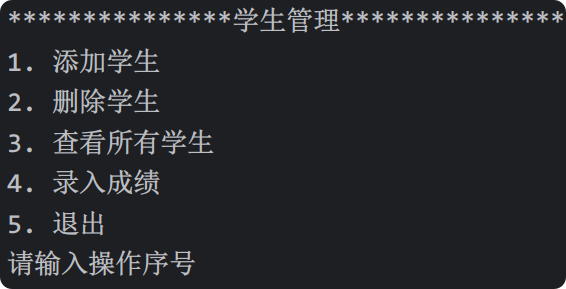 ***************学生管理***************
1. 添加学生
2. 删除学生
3. 查看所有学生
4. 录入成绩
5. 退出
请输入操作序号